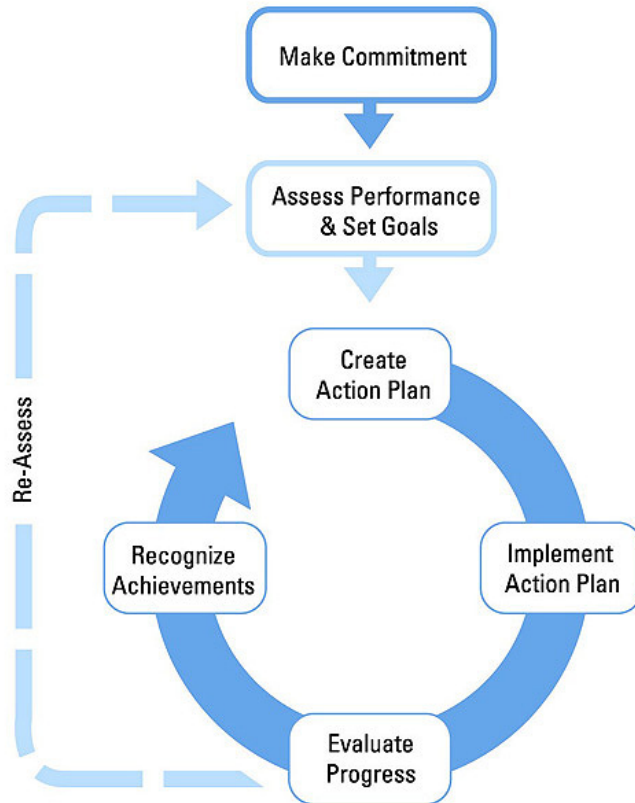 Make Commitment
Assess Performance
& Set Goals
Create
Action Plan
Re-Assess
Recognize
Achievements
Implement
Action Plan
Evaluate
Progress